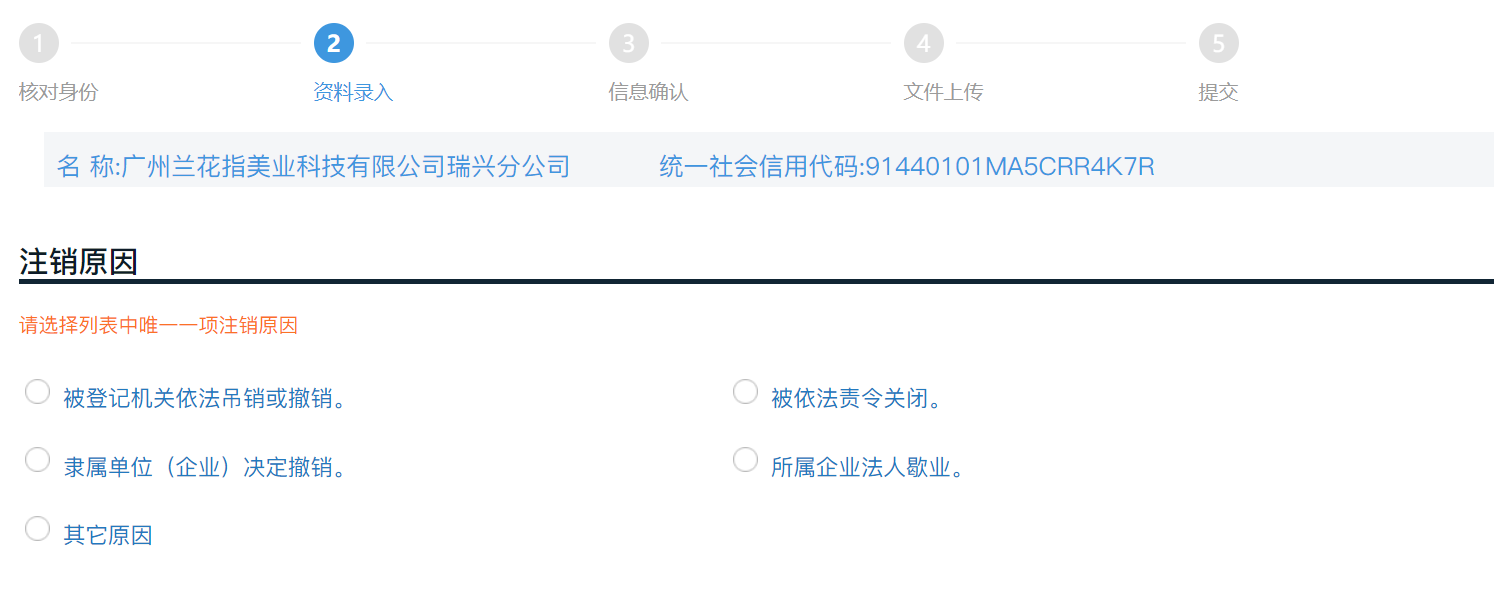 1 2 3 4 5
核对身份 资料录入 信息确认 文件上传 提交
名 称:广州兰花指美业科技有限公司瑞兴分公司 统一社会信用代码:91440101MA5CRR4K7R
注销原因
请选择列表中唯一一项注销原因
被登记机关依法吊销或撤销。 被依法责令关闭。
隶属单位（企业）决定撤销。 所属企业法人歇业。
其它原因